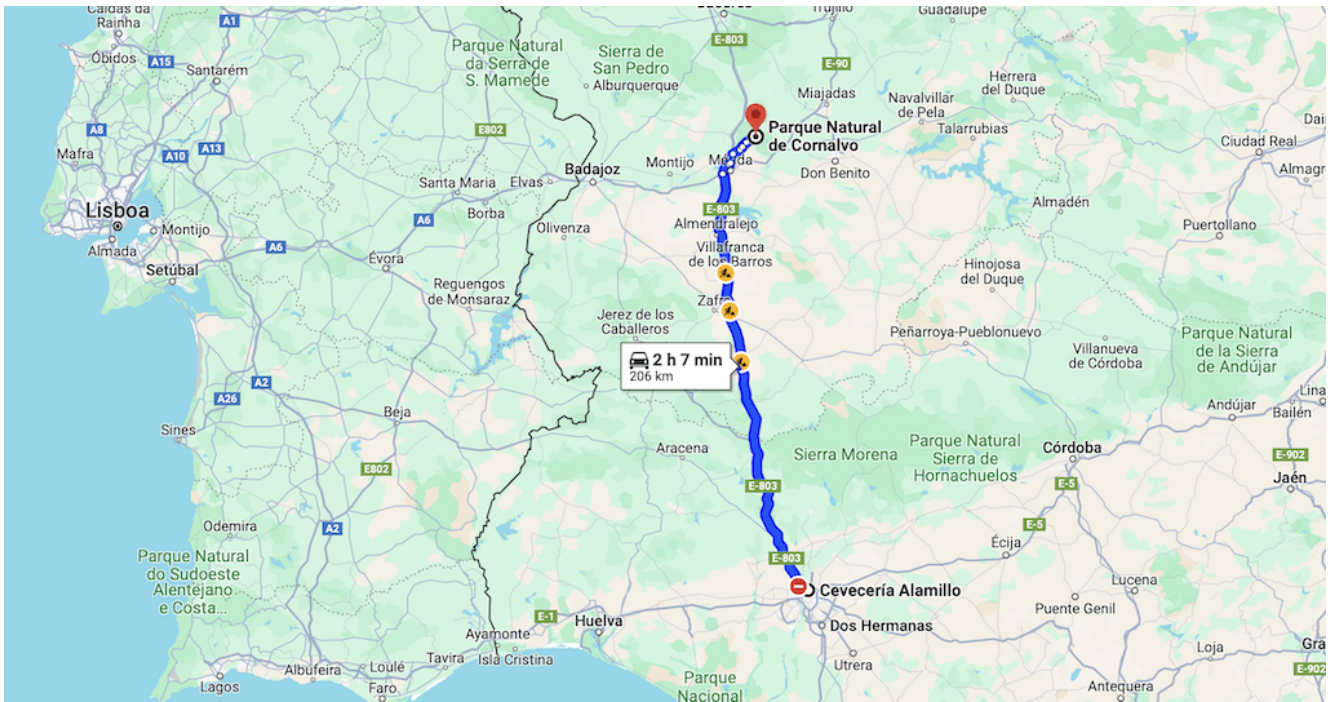 Caldas da
Rainha
A1
Óbidos
A15
Santarém
Parque Natural
da Serra de
S. Mamede
Sierra de
San Pedro
Alburquerque
E-803
Trujillo
Guadalupe
E-90
Miajadas
Herrera
del Duque
Navalvillar
de Pela
Talarrubias
A8
E802
A13
A10
Mafra
Parque Natural
de Cornalvo
Ciudad Real
Almagr
Santa Maria
Elvas
Badajoz
Montijo
Don Benito
Borba
Almadén
Lisboa
Montijo
A6
Olivenza
E-803
Almendralejo
Puertollano
Almada
A6
Villafranca
de los Barros
Setúbal
Évora
Hinojosa
del Duque
Reguengos
de Monsaraz
Jerez de los
Caballeros
Peñarroya-Pueblonuevo
Parque Natural
de la Sierra
de Andújar
2 h 7 min
206 km
Villanueva
de Córdoba
A2
A26
Beja
Andújar
Bailén
Sines
Aracena
Sierra Morena
Parque Natural
Sierra de
Hornachuelos
Córdoba
E-902
E802
Jaén
E-803
E-5
A2
Odemira
E-5
Écija
Parque Natural
do Sudoeste
Alentejano
e Costa...
E-803
Cevecería Alamillo
Lucena
Puente Genil
E-1
Huelva
Dos Hermanas
Ayamonte
Isla Cristina
Utrera
Loja
Gra
E-902
Lagos
Albufeira
Loulé
Tavira
Faro
Parque
Nacional
Antequera